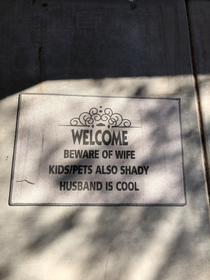 WELCOME
BEWARE OF WIFE
KIDS/PETS ALSO SHADY
HUSBAND IS COOL